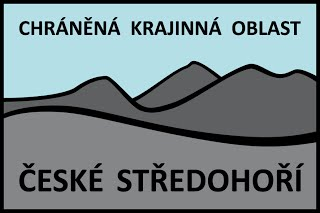 CHRÁNĚNÁ KRAJINNÁ OBLAST
ČESKÉ STŘEDOHOŘÍ